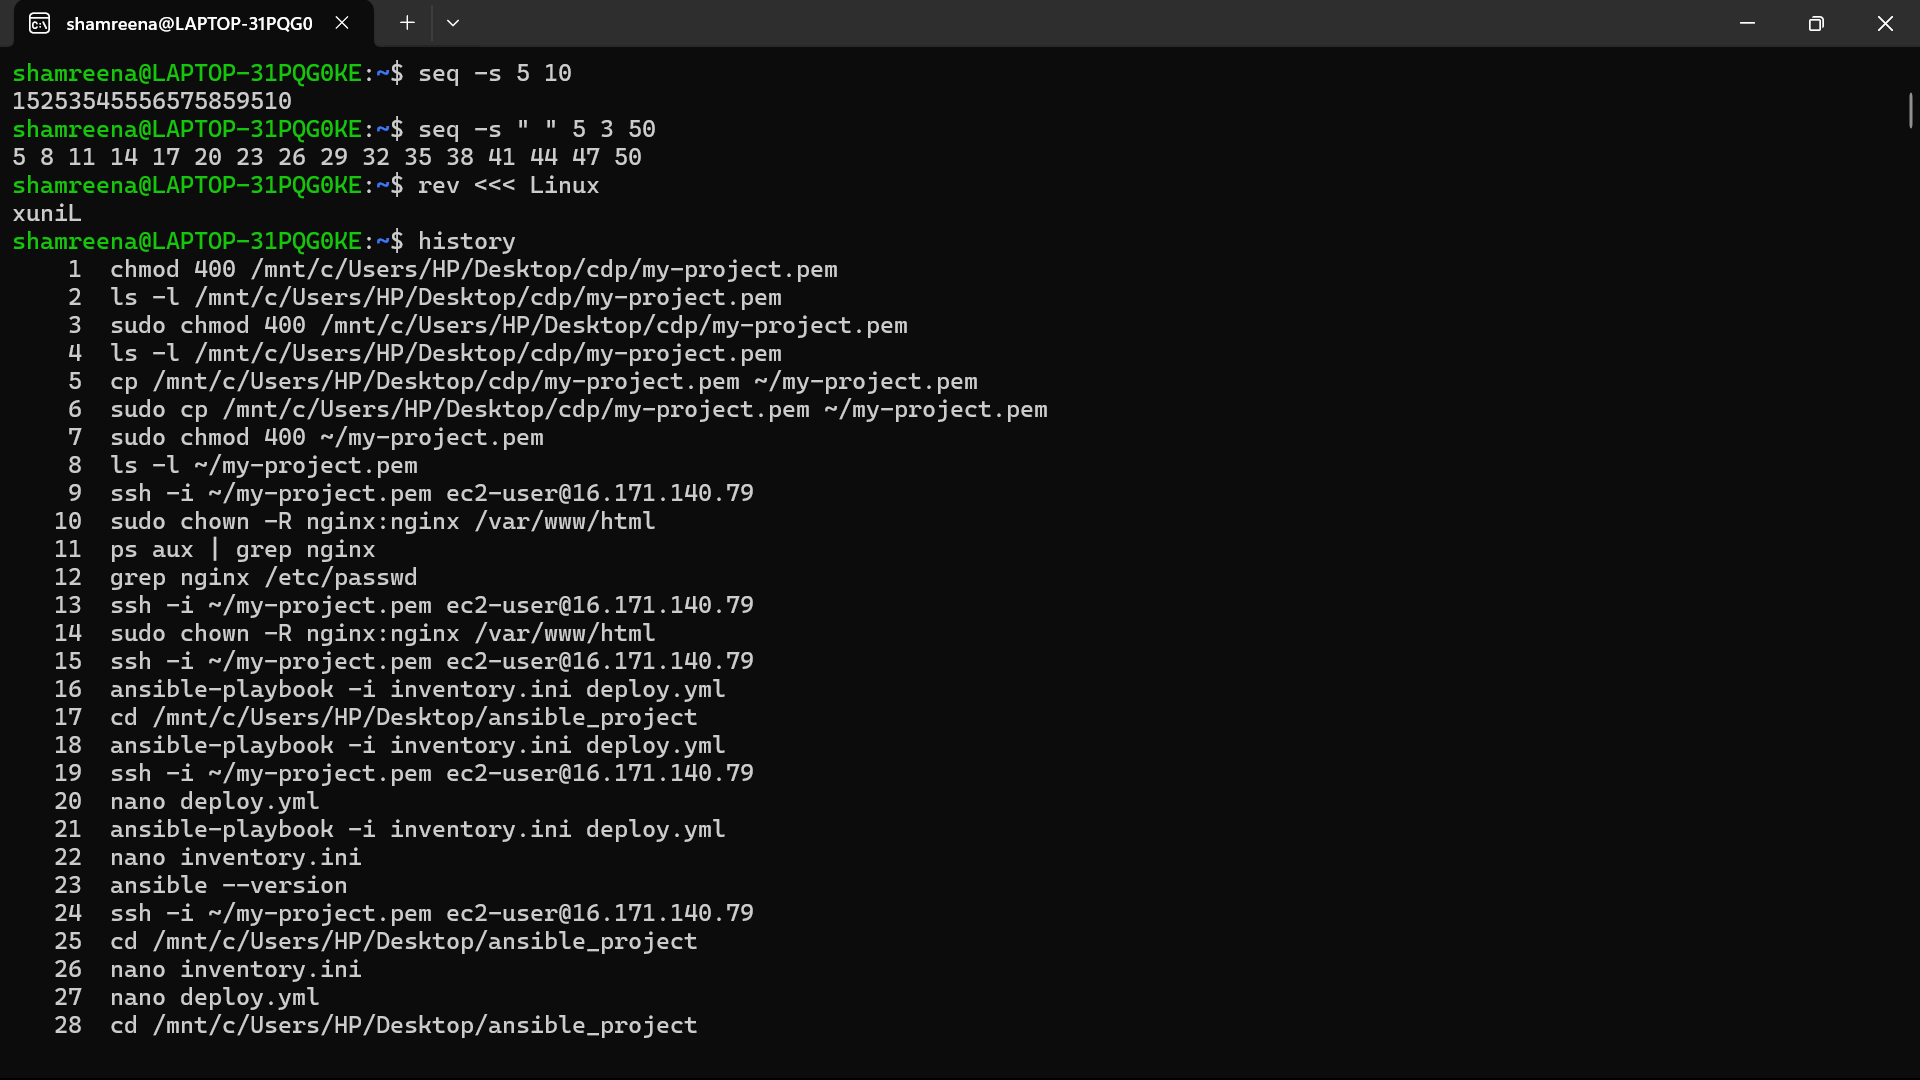 shamreena@LAPTOP-31PQG0
shamreena@LAPTOP-31PQG0KE:~$ seq -s 5 10
15253545556575859510
shamreena@LAPTOP-31PQG0KE:~$ seq -s " " 5 3 50
5 8 11 14 17 20 23 26 29 32 35 38 41 44 47 50
shamreena@LAPTOP-31PQG0KE:~$ rev <<< Linux
xuniL
shamreena@LAPTOP-31PQG0KE:~$ history
1 chmod 400 /mnt/c/Users/HP/Desktop/cdp/my-project.pem
2 ls -l /mnt/c/Users/HP/Desktop/cdp/my-project.pem
3 sudo chmod 400 /mnt/c/Users/HP/Desktop/cdp/my-project.pem
4 ls -l /mnt/c/Users/HP/Desktop/cdp/my-project.pem
5 cp /mnt/c/Users/HP/Desktop/cdp/my-project.pem ~/my-project.pem
6 sudo cp /mnt/c/Users/HP/Desktop/cdp/my-project.pem ~/my-project.pem
7 sudo chmod 400 ~/my-project.pem
8 ls -l ~/my-project.pem
9 ssh -i ~/my-project.pem ec2-user@16.171.140.79
10 sudo chown -R nginx:nginx /var/www/html
11 ps aux | grep nginx
12 grep nginx /etc/passwd
13 ssh -i ~/my-project.pem ec2-user@16.171.140.79
14 sudo chown -R nginx:nginx /var/www/html
15 ssh -i ~/my-project.pem ec2-user@16.171.140.79
16 ansible-playbook -i inventory.ini deploy.yml
17 cd /mnt/c/Users/HP/Desktop/ansible_project
18 ansible-playbook -i inventory.ini deploy.yml
19 ssh -i ~/my-project.pem ec2-user@16.171.140.79
20 nano deploy.yml
21 ansible-playbook -i inventory.ini deploy.yml
22 nano inventory.ini
23 ansible --version
24 ssh -i ~/my-project.pem ec2-user@16.171.140.79
25 cd /mnt/c/Users/HP/Desktop/ansible_project
26 nano inventory.ini
27 nano deploy.yml
28 cd /mnt/c/Users/HP/Desktop/ansible_project